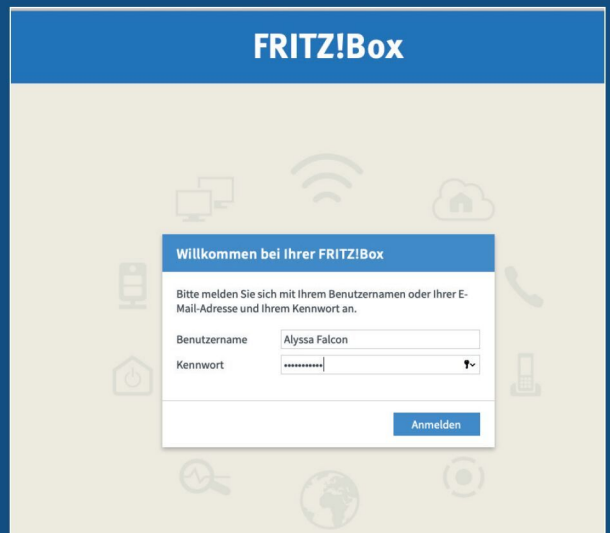 FRITZ!Box
Willkommen bei Ihrer FRITZ!Box
Bitte melden Sie sich mit Ihrem Benutzernamen oder Ihrer E-
Mail-Adresse und Ihrem Kennwort an.
Benutzername Alyssa Falcon
Kennwort •••••••••••
Anmelden